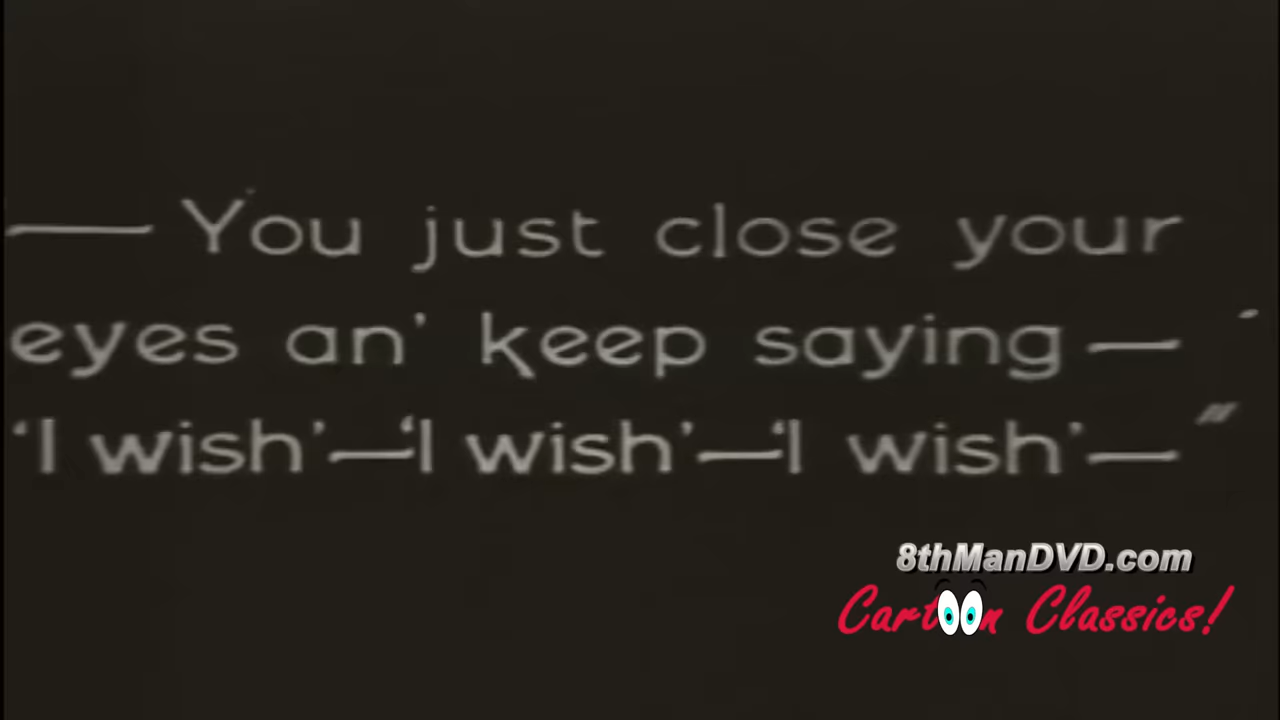 — You just close your
eyes an' keep saying —
'I wish'—'I wish'—'I wish'—"
8thManDVD.com
Cartoon Classics!